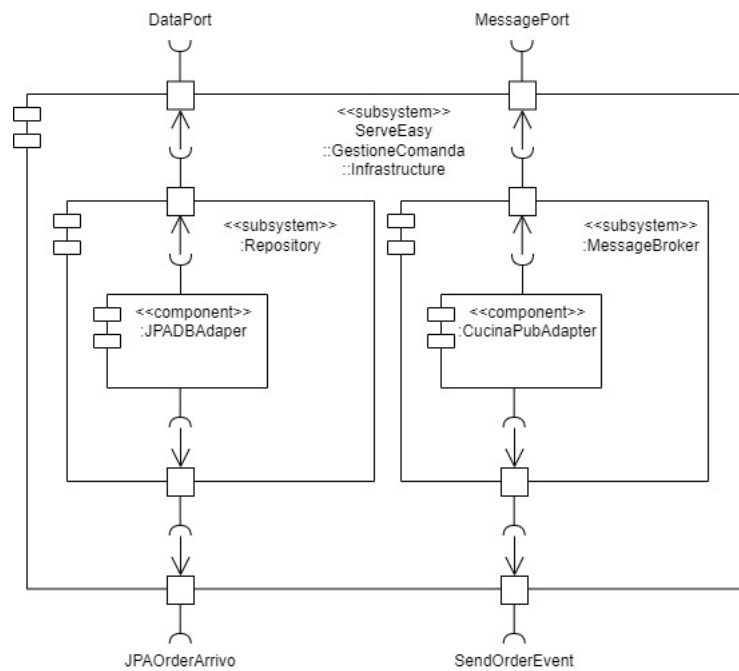 DataPort
MessagePort
<<subsystem>>
ServeEasy
::GestioneComanda
::Infrastructure
<<subsystem>>
:Repository
<<subsystem>>
:MessageBroker
<<component>>
:JPADBAdaper
<<component>>
:CucinaPubAdapter
JPAOrderArrivo
SendOrderEvent